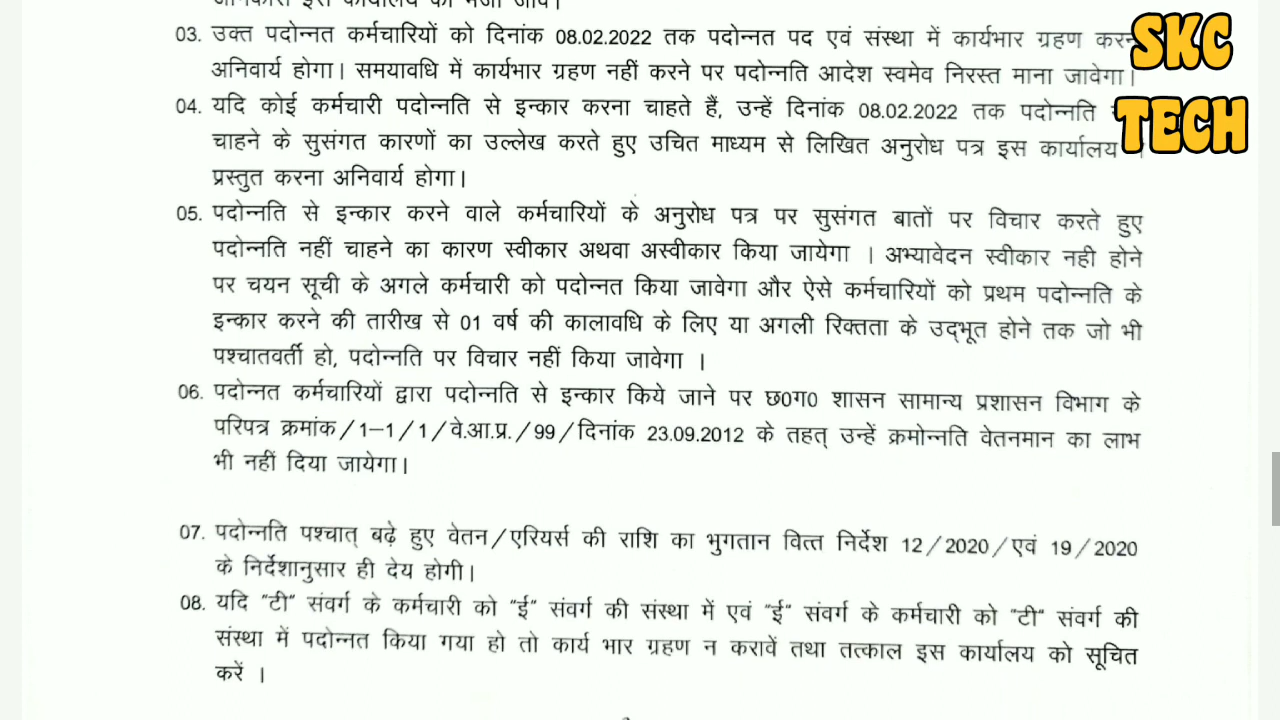 जानकारी इस कार्यालय को भेजी जावे।
03. उक्त पदोन्नत कर्मचारियों को दिनांक 08.02.2022 तक पदोन्नत पद एवं संस्था में कार्यभार ग्रहण
अनिवार्य होगा। समयावधि में कार्यभार ग्रहण नहीं करने पर पदोन्नति आदेश स्वमेव निरस्त माना जावेगा।
04. यदि कोई कर्मचारी पदोन्नति से इन्कार करना चाहते हैं, उन्हें दिनांक 08.02.2022 तक पदोन्नति
चाहने के सुसंगत कारणों का उल्लेख करते हुए उचित माध्यम से लिखित अनुरोध पत्र इस कार्यालय
प्रस्तुत करना अनिवार्य होगा।
05. पदोन्नति से इन्कार करने वाले कर्मचारियों के अनुरोध पत्र पर सुसंगत बातों पर विचार करते हुए
पदोन्नति नहीं चाहने का कारण स्वीकार अथवा अस्वीकार किया जायेगा । अभ्यावेदन स्वीकार नही होने
पर चयन सूची के अगले कर्मचारी को पदोन्नत किया जावेगा और ऐसे कर्मचारियों को प्रथम पदोन्नति के
इन्कार करने की तारीख से 01 वर्ष की कालावधि के लिए या अगली रिक्तता के उद्भूत होने तक जो भी
पश्चातवर्ती हो, पदोन्नति पर विचार नहीं किया जावेगा ।
06. पदोन्नत कर्मचारियों द्वारा पदोन्नति से इन्कार किये जाने पर छ0ग0 शासन सामान्य प्रशासन विभाग के
परिपत्र क्रमांक/1–1/1/वे.आ.प्र./99/दिनांक 23.09.2012 के तहत् उन्हें क्रमोन्नति वेतनमान का लाभ
भी नहीं दिया जायेगा।
07. पदोन्नति पश्चात् बढ़े हुए वेतन/एरियर्स की राशि का भुगतान वित्त निर्देश 12/2020/एवं 19/2020
के निर्देशानुसार ही देय होगी।
08. यदि "टी" संवर्ग के कर्मचारी को "ई" संवर्ग की संस्था में एवं "ई" संवर्ग के कर्मचारी को "टी" संवर्ग की
संस्था में पदोन्नत किया गया हो तो कार्य भार ग्रहण न करावें तथा तत्काल इस कार्यालय को सूचित
करें ।
SKC
TECH